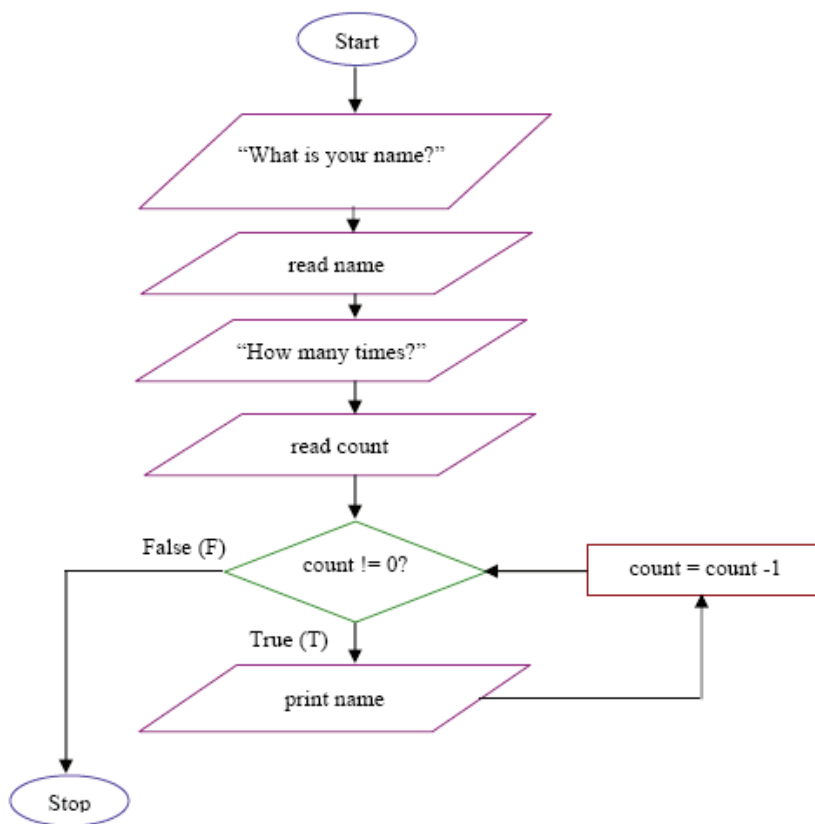 Start
“What is your name?”
read name
“How many times?”
read count
False (F)
count != 0?
count = count -1
True (T)
print name
Stop